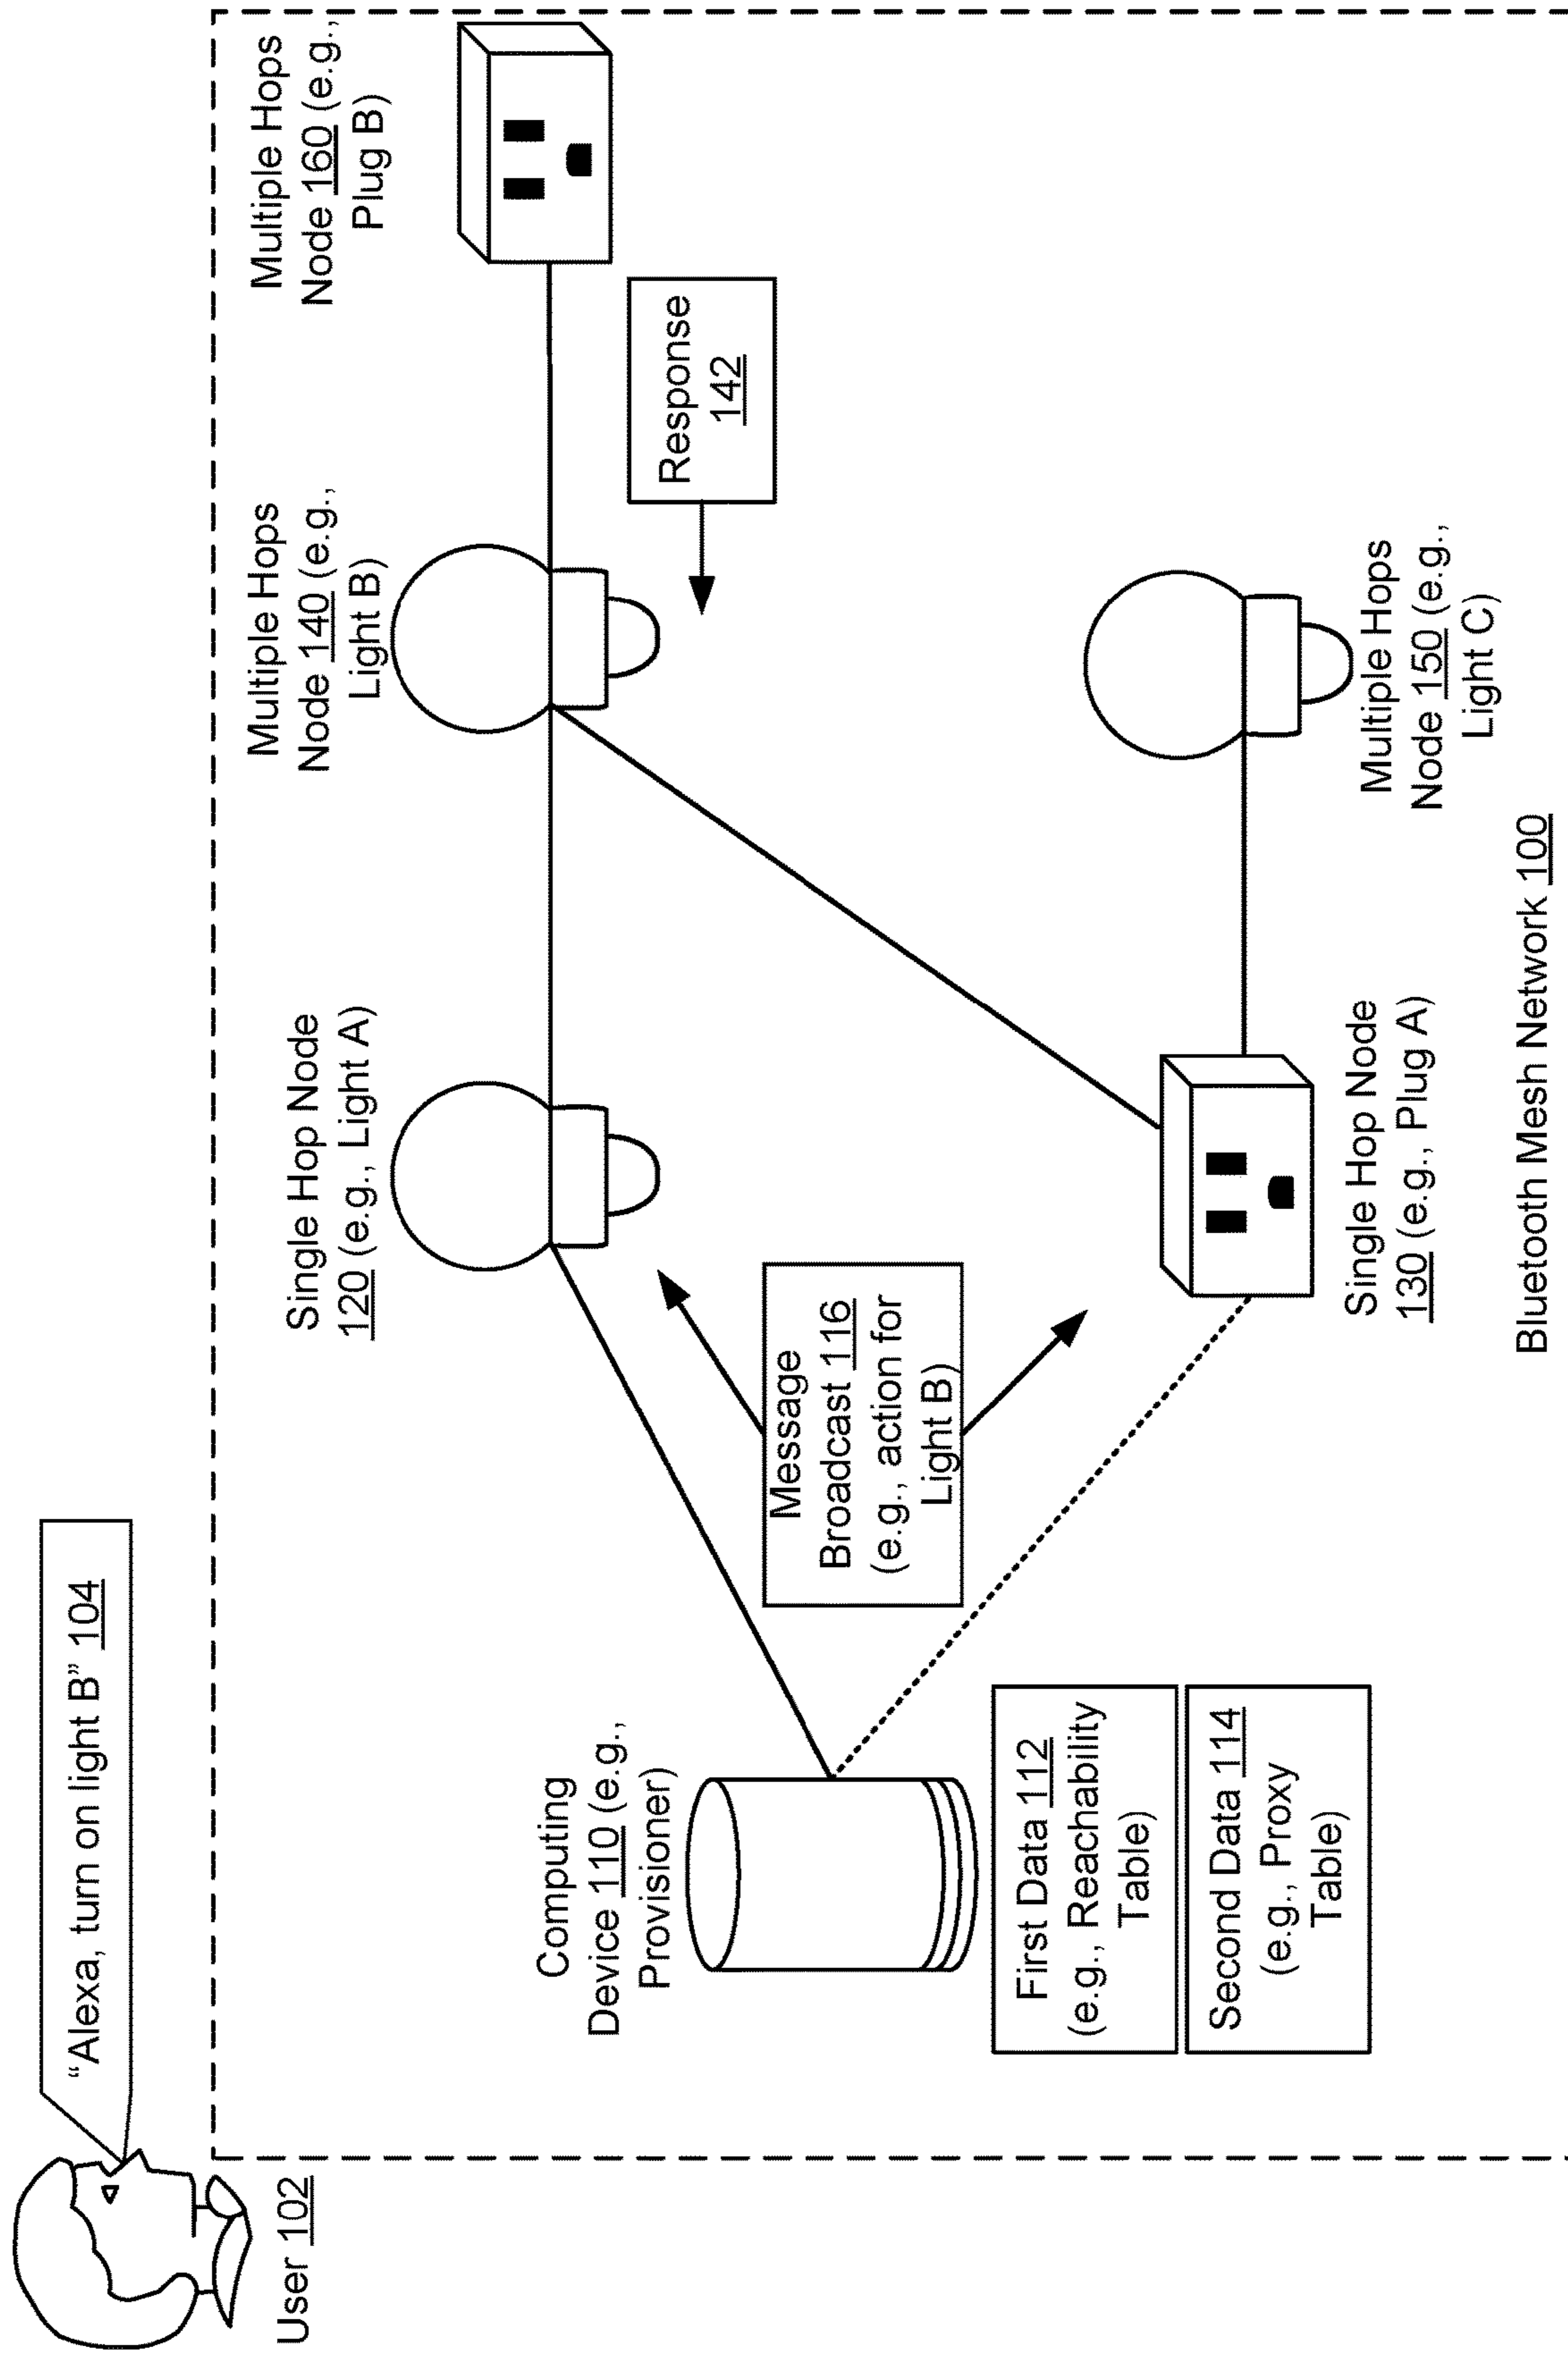 "Alexa, turn on light B" 104
User 102
Computing
Device 110 (e.g.,
Provisioner)
First Data 112
(e.g., Reachability
Table)
Second Data 114
(e.g., Proxy
Table)
Message
Broadcast 116
(e.g., action for
Light B)
Single Hop Node
120 (e.g., Light A)
Single Hop Node
130 (e.g., Plug A)
Multiple Hops
Node 140 (e.g.,
Light B)
Response
142
Multiple Hops
Node 150 (e.g.,
Light C)
Multiple Hops
Node 160 (e.g.,
Plug B)
Bluetooth Mesh Network 100